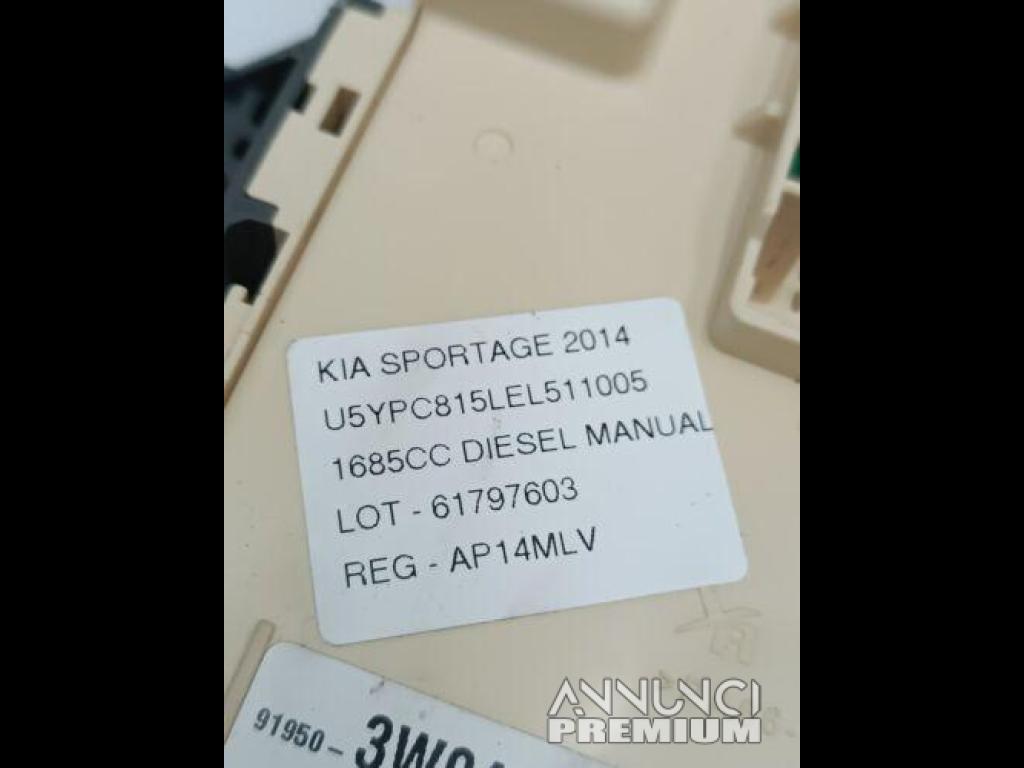 KIA SPORTAGE 2014
U5YPC815LEL511005
1685CC DIESEL MANUAL
LOT - 61797603
REG - AP14MLV
91950-
ANNUNCI
PREMIUM